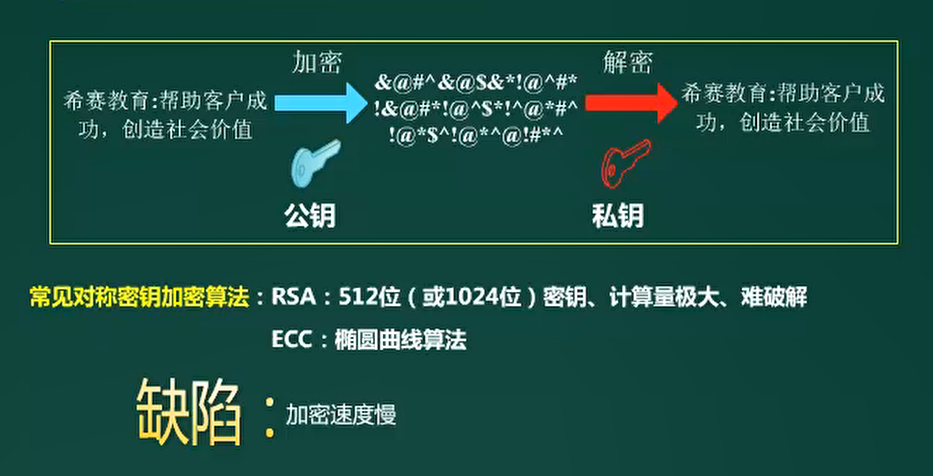 加密
解密
希赛教育:帮助客户成
功，创造社会价值
&@#^&@$&*!@^#*
!&@#*!@^$*!^@*#^
!@*$^!@*^@!#*^
希赛教育:帮助客户成
功，创造社会价值
公钥
私钥
常见对称密钥加密算法：RSA：512位（或1024位）密钥、计算量极大、难破解
ECC：椭圆曲线算法
缺陷：加密速度慢